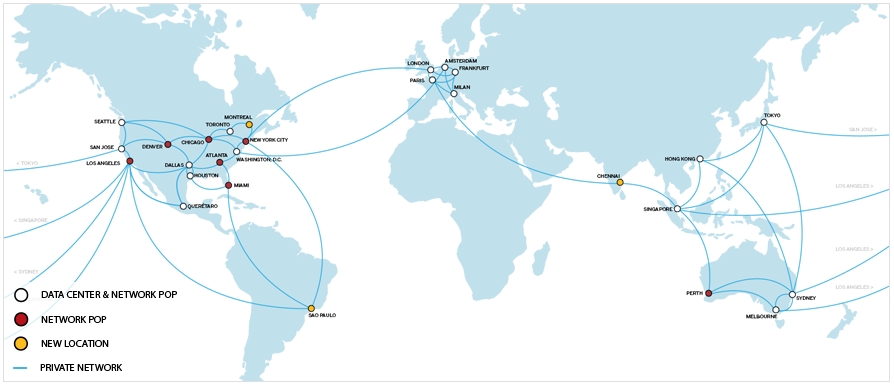 LONDON
AMSTERDAM
FRANKFURT
PARIS
MILAN
MONTREAL
TORONTO
SEATTLE
TOKYO
SAN JOSE >
NEW YORK CITY
CHICAGO
DENVER
SAN JOSE
LOS ANGELES
ATLANTA
WASHINGTON, D.C.
HONG KONG
< TOKYO
DALLAS
HOUSTON
CHENNAI
MIAMI
LOS ANGELES >
QUERÉTARO
SINGAPORE
< SINGAPORE
LOS ANGELES >
< SYDNEY
LOS ANGELES >
PERTH
SYDNEY
MELBOURNE
SAO PAULO
DATA CENTER & NETWORK POP
NETWORK POP
NEW LOCATION
PRIVATE NETWORK